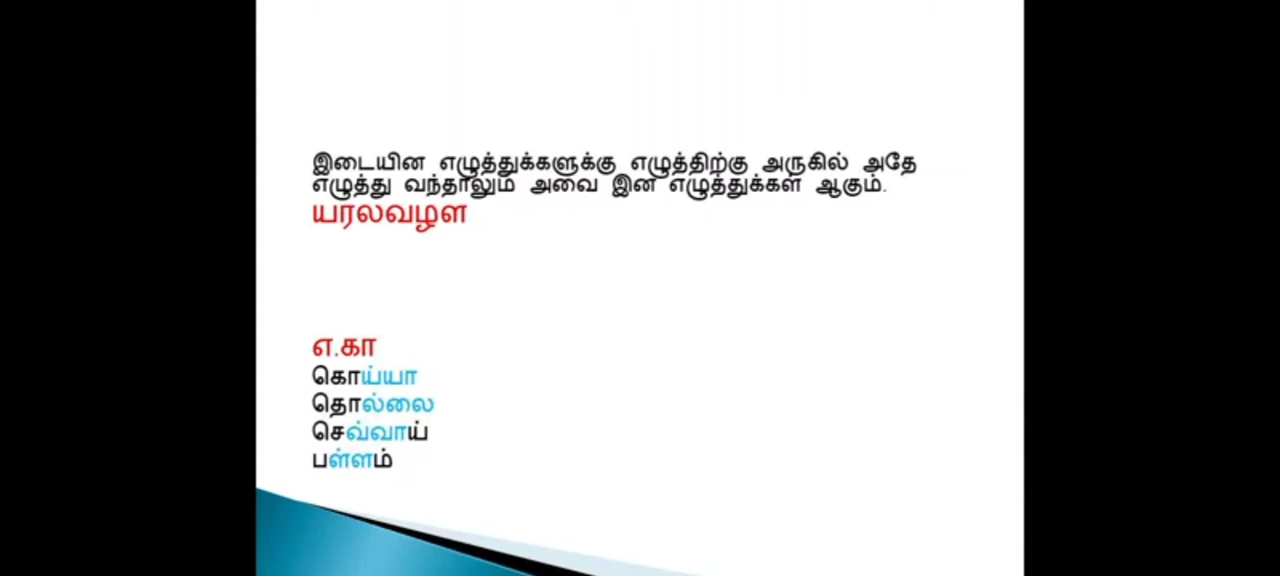 இடையின எழுத்துக்களுக்கு எழுத்திற்கு அருகில் அதே
எழுத்து வந்தாலும் அவை இன எழுத்துக்கள் ஆகும்.
யரலவழள
எ.கா
கொய்யா
தொல்லை
செவ்வாய்
பள்ளம்